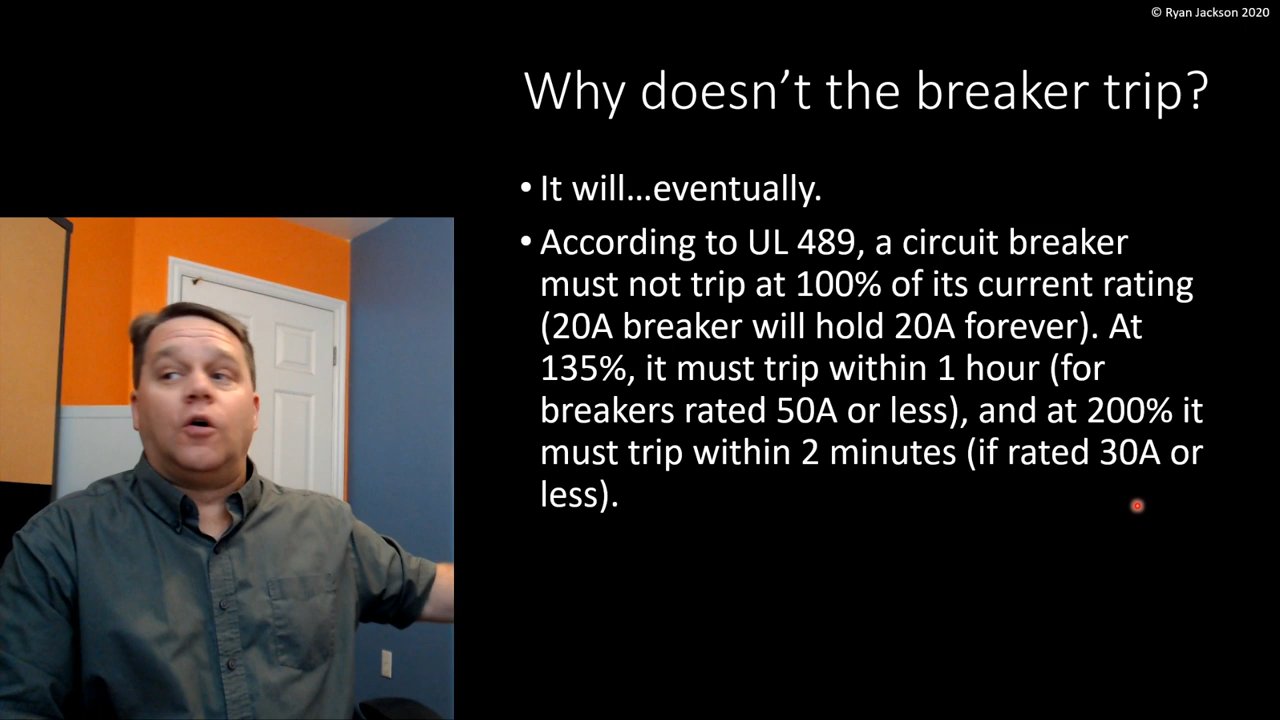 © Ryan Jackson 2020
Why doesn’t the breaker trip?
• It will…eventually.
• According to UL 489, a circuit breaker
must not trip at 100% of its current rating
(20A breaker will hold 20A forever). At
135%, it must trip within 1 hour (for
breakers rated 50A or less), and at 200% it
must trip within 2 minutes (if rated 30A or
less).